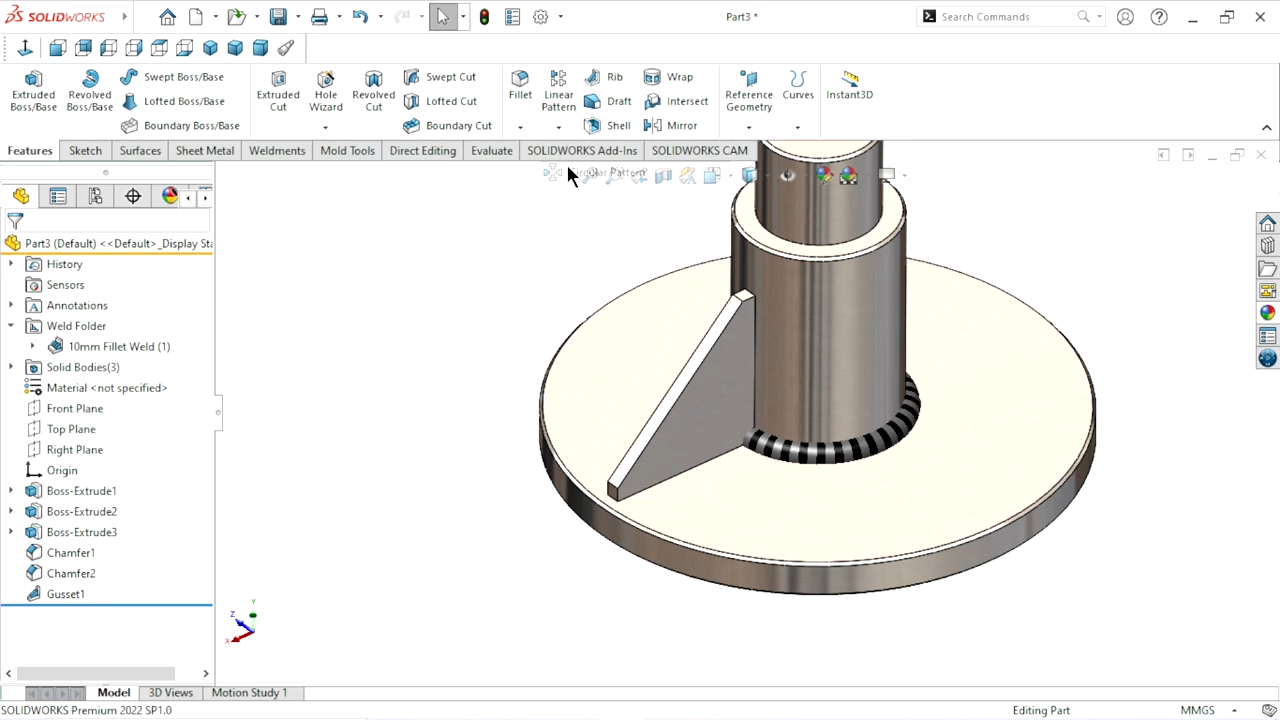 SOLIDWORKS
Part3 *
Search Commands
Extruded Boss/Base
Revolved Boss/Base
Swept Boss/Base
Lofted Boss/Base
Boundary Boss/Base
Extruded Cut
Hole Wizard
Revolved Cut
Swept Cut
Lofted Cut
Boundary Cut
Fillet
Linear Pattern
Rib
Draft
Shell
Wrap
Intersect
Mirror
Reference Geometry
Curves
Instant3D
Features
Sketch
Surfaces
Sheet Metal
Weldments
Mold Tools
Direct Editing
Evaluate
SOLIDWORKS Add-Ins
SOLIDWORKS CAM
Circular Pattern
Part3 (Default) <<Default>_Display Sta
History
Sensors
Annotations
Weld Folder
10mm Fillet Weld (1)
Solid Bodies(3)
Material <not specified>
Front Plane
Top Plane
Right Plane
Origin
Boss-Extrude1
Boss-Extrude2
Boss-Extrude3
Chamfer1
Chamfer2
Gusset1
Y
Z
X
Model
3D Views
Motion Study 1
SOLIDWORKS Premium 2022 SP1.0
Editing Part
MMGS